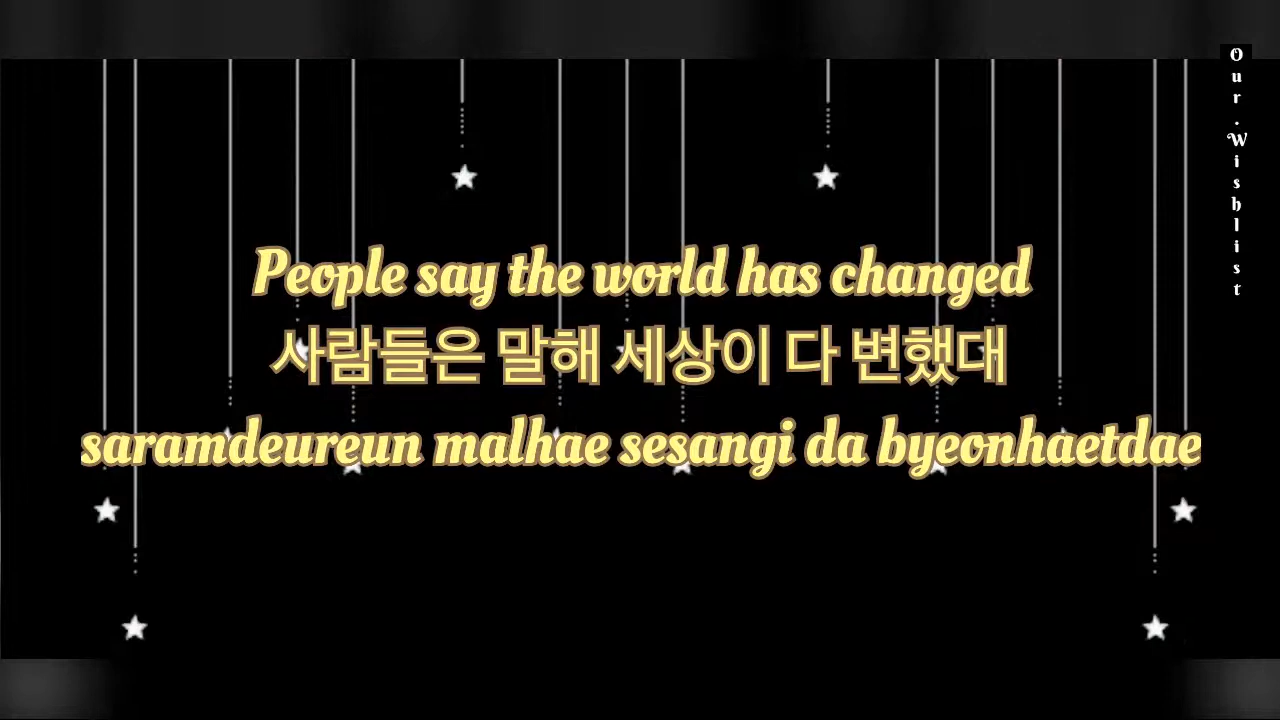 People say the world has changed
사람들은 말해 세상이 다 변했대
saramdeureun malhae sesangi da byeonhaetdae
Our.Wishlist